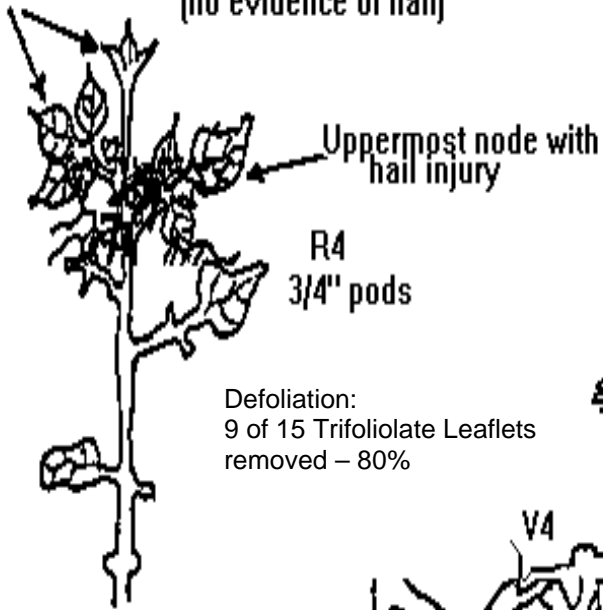 (no evidence of hail)
Uppermost node with
hail injury
R4
3/4" pods
Defoliation:
9 of 15 Trifoliolate Leaflets
removed – 80%
V4